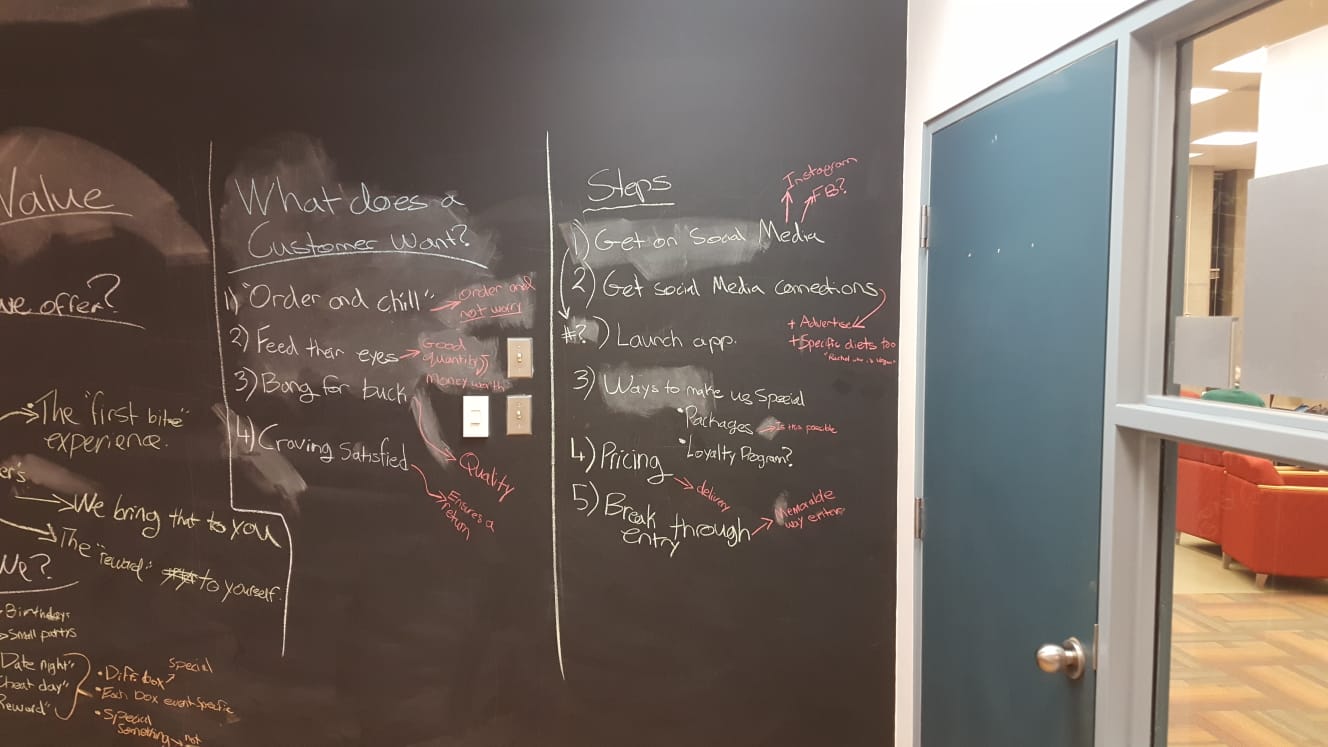 Value
we offer?
• The "first bite"
experience.
er's
We bring that to you
The "reward" to yourself.
We?
Birthdays
Small parties
Date night"
Cheat day"
Reward"
• Diff. box special
• Each box event specific
• Special
Something not
What does a
Customer Want?
1) "Order and chill" Order and
not worry
2) Feed their eyes Good
quantity
Money worth
3) Bang for buck
Quality
4) Craving Satisfied
Ensures a
return
Steps
Instagram
FB?
1) Get on Social Media
2) Get social Media connections
+ Advertise
+ Specific diets too
#?) Launch app.
3) Ways to make us Special
• Packages Is this possible
• Loyalty Program?
4) Pricing
delivery
5) Break through
entry
Memorable
way